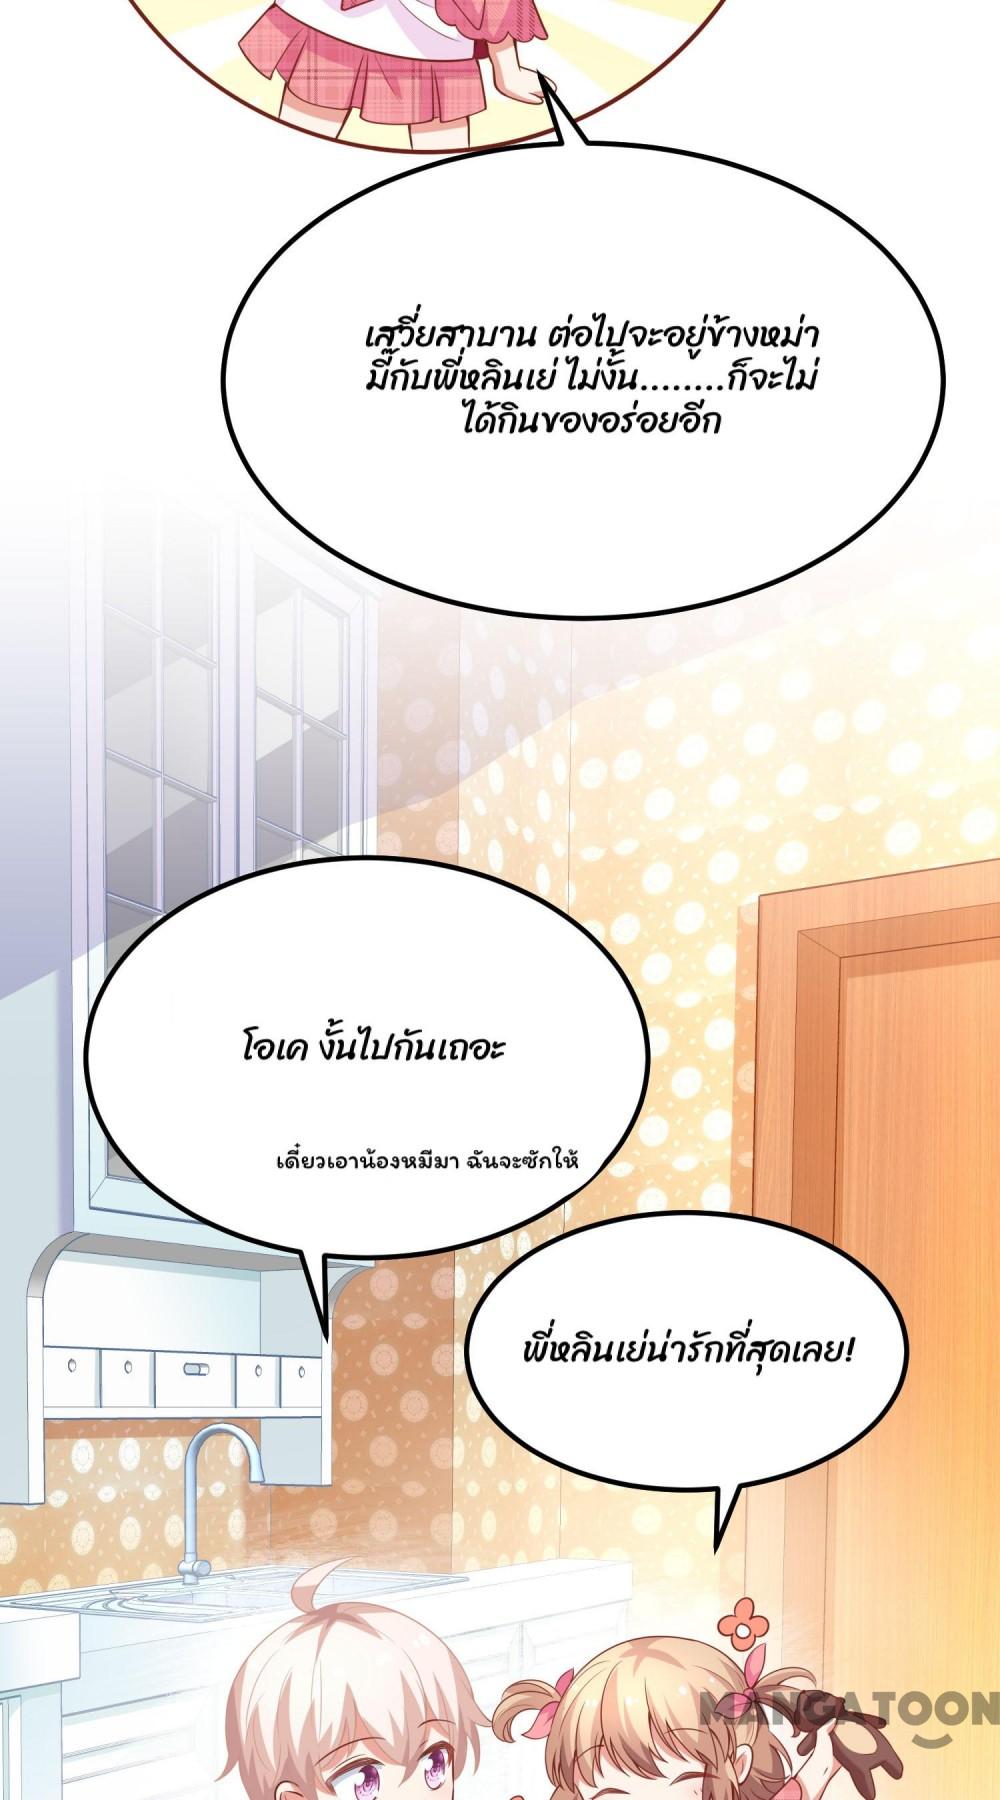 เสวี่ยสาบาน ต่อไปจะอยู่ข้างหม่า
มี๊กับพี่หลินเย่ ไม่งั้น........ก็จะไม่
ได้กินของอร่อยอีก
โอเค งั้นไปกันเถอะ
เดี๋ยวเอาน้องหมีมา ฉันจะซักให้
พี่หลินเย่น่ารักที่สุดเลย!
MANGATOON